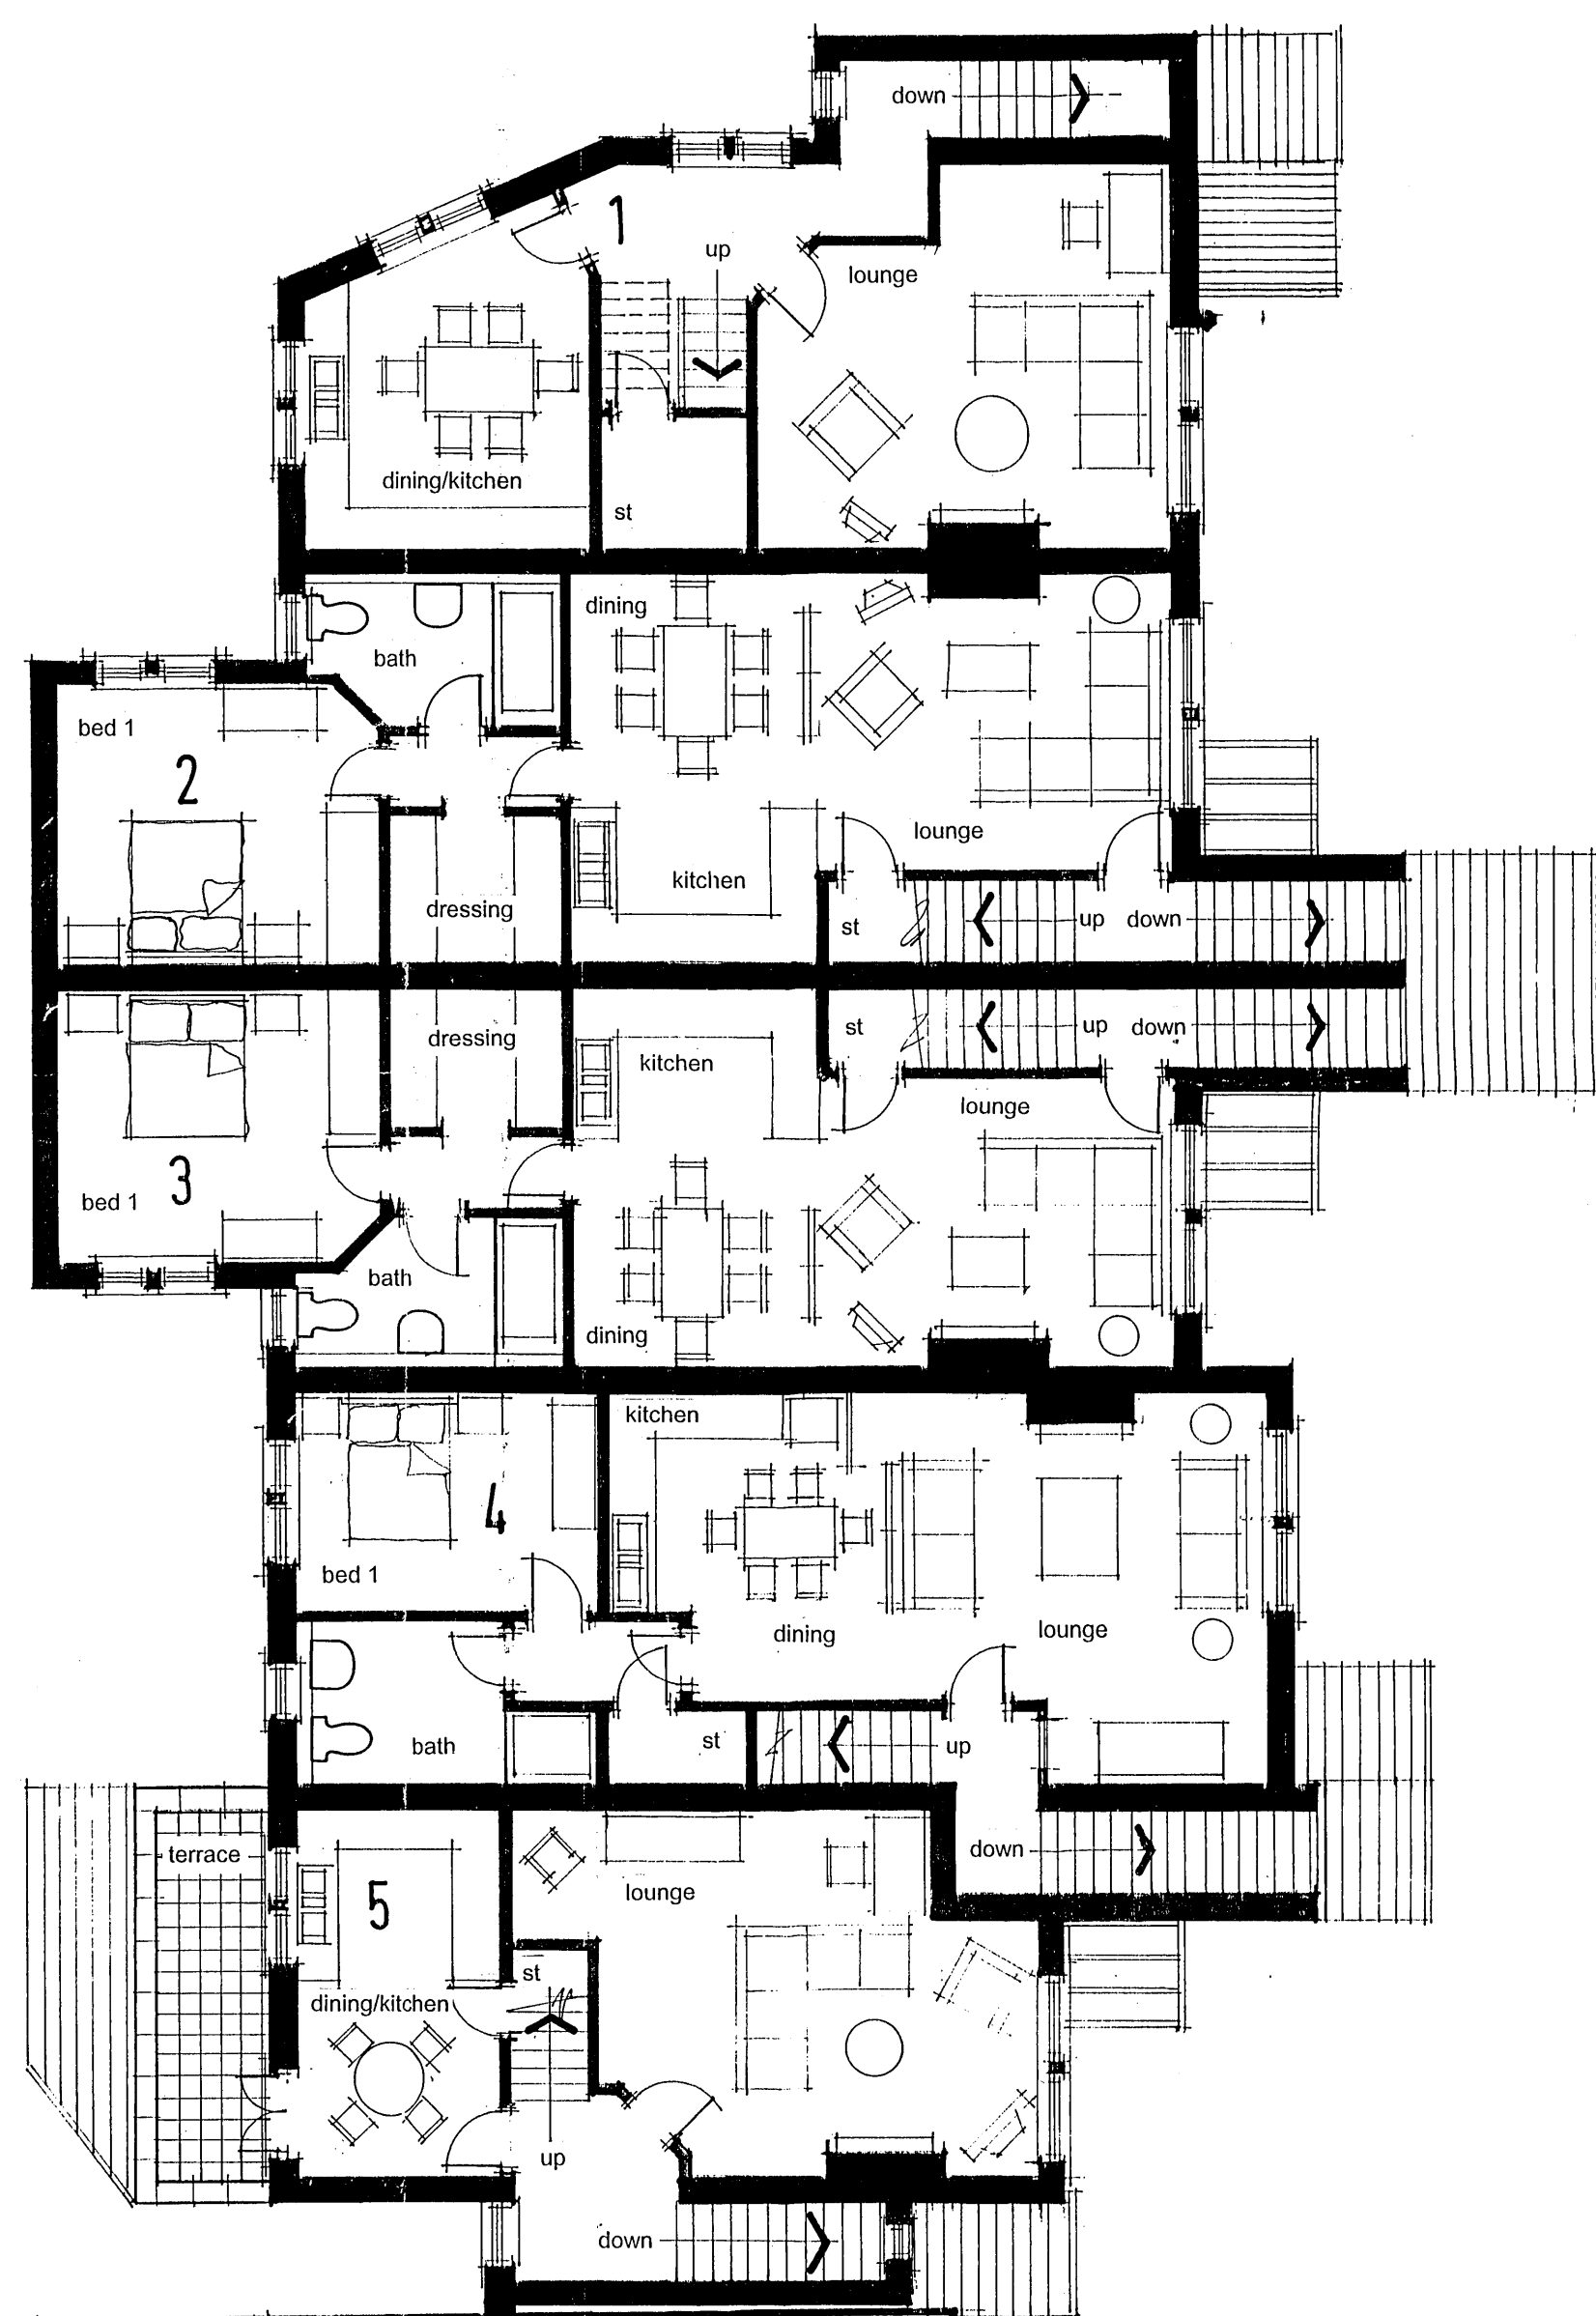 down
1
up
lounge
dining/kitchen
st
dining
bath
bed 1
2
lounge
kitchen
dressing
st
up
down
dressing
kitchen
st
up
down
lounge
3
bed 1
bath
dining
kitchen
4
bed 1
dining
lounge
bath
st
up
terrace
down
5
lounge
st
dining/kitchen
up
down